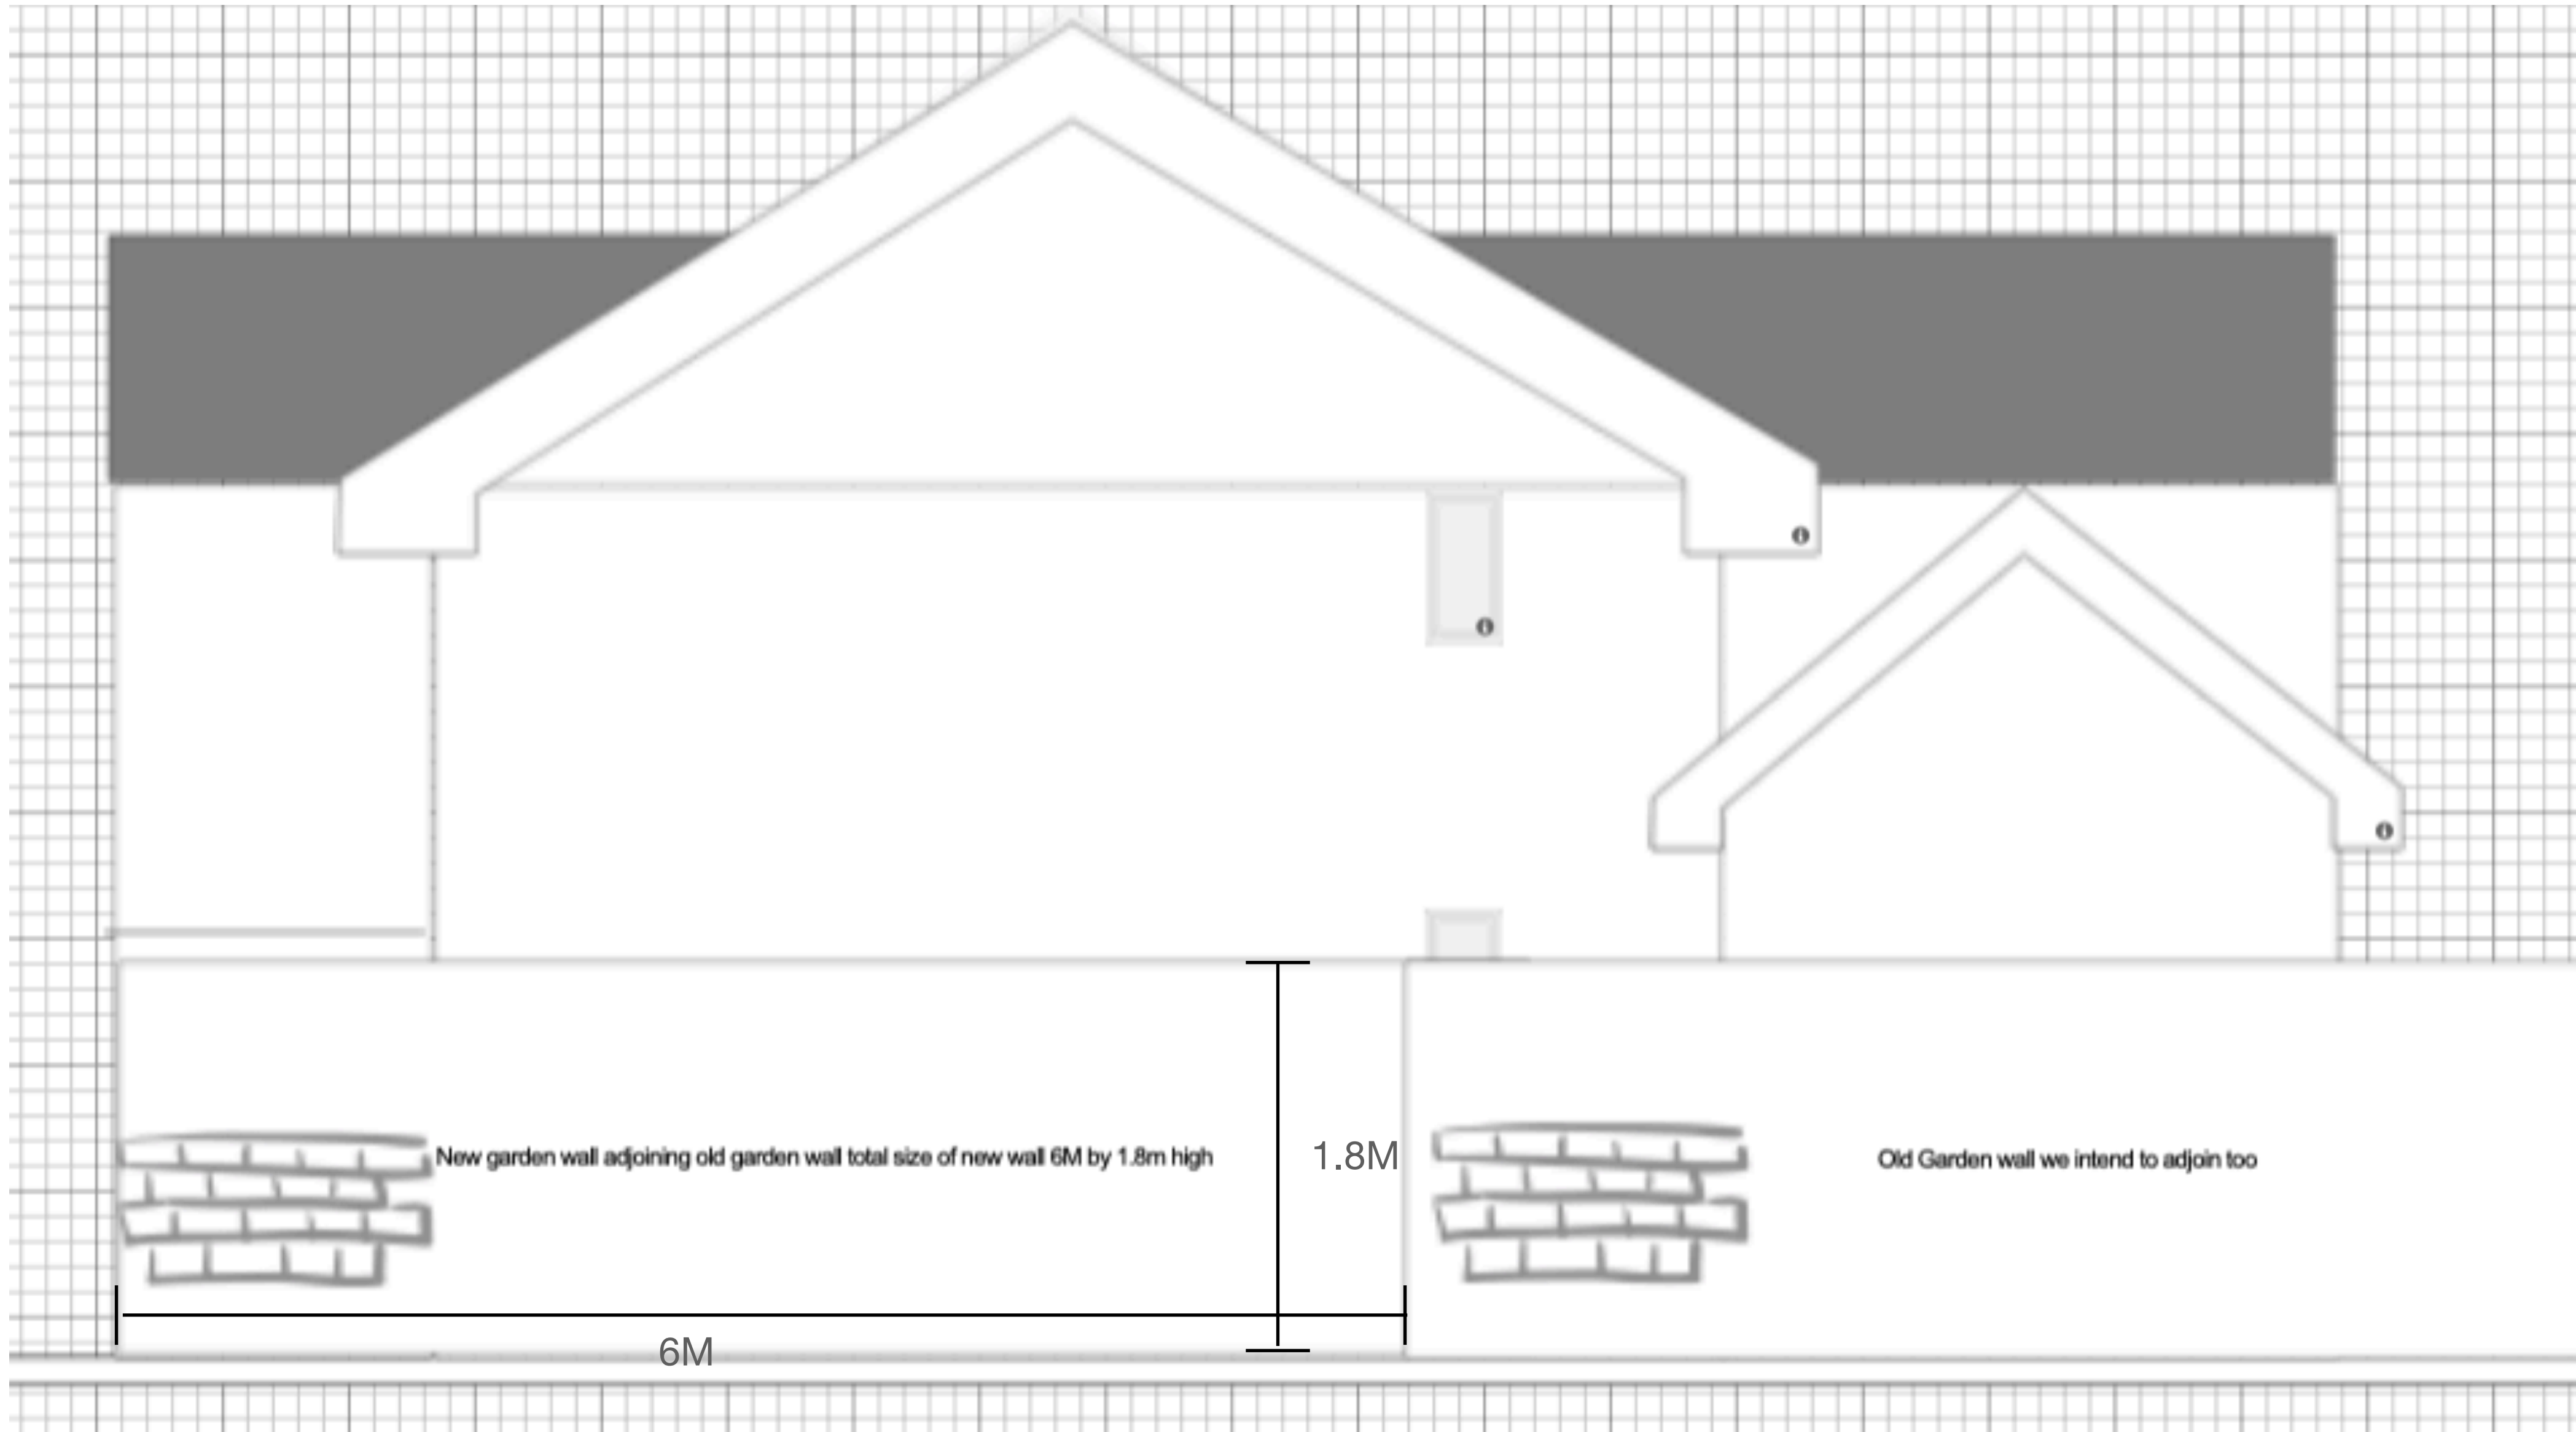 New garden wall adjoining old garden wall total size of new wall 6M by 1.8m high
1.8M
Old Garden wall we intend to adjoin too
6M